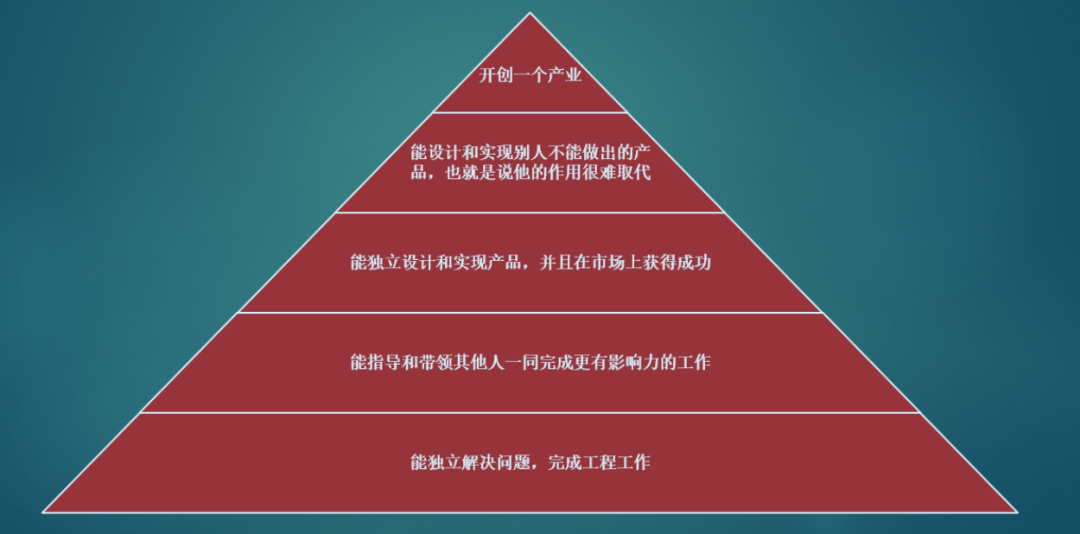 开创一个产业
能设计和实现别人不能做出的产
品，也就是说他的作用很难取代
能独立设计和实现产品，并且在市场上获得成功
能指导和带领其他人一同完成更有影响力的工作
能独立解决问题，完成工程工作